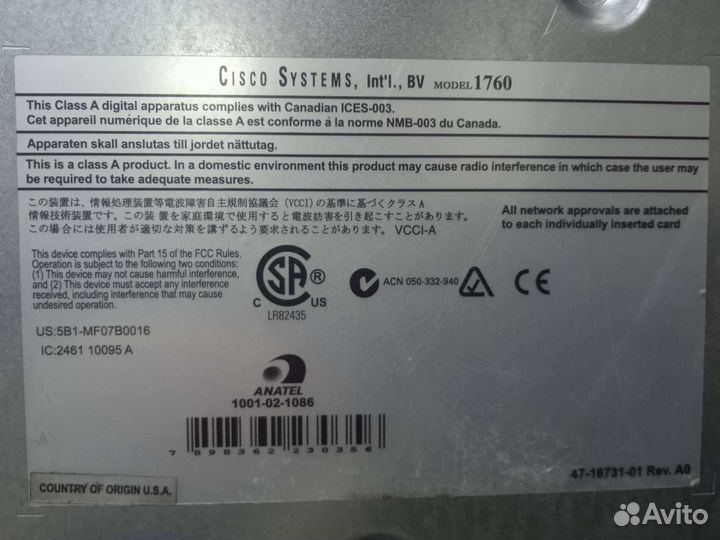 CISCO SYSTEMS, Int'l., BV MODEL 1760
This Class A digital apparatus complies with Canadian ICES-003.
Cet appareil numérique de la classe A est conforme à la norme NMB-003 du Canada.
Apparaten skall anslutas till jordet nättutag.
This is a class A product. In a domestic environment this product may cause radio interference in which case the user may
be required to take adequate measures.
この装置は、情報処理装置等電波障害自主規制協議会（VCCI）の基準に基づくクラス A
情報技術装置です。この装 置を家庭環境で使用すると電波妨害を引き起こすことがあります。
この場合には使用者が適切な対策を講ずるよう要求されることがあります。 VCCI-A
All network approvals are attached
to each individually inserted card
This device complies with Part 15 of the FCC Rules.
Operation is subject to the following two conditions:
(1) This device may not cause harmful interference,
and (2) This device must accept any interference
received, including interference that may cause
undesired operation.
C SA ® US
LR82435
N ACN 050-332-940
CE
US:5B1-MF07B0016
IC:2461 10095 A
ANATEL
1001-02-1086
7 898362 230356
47-16731-01 Rev. A0
COUNTRY OF ORIGIN U.S.A.
Avito